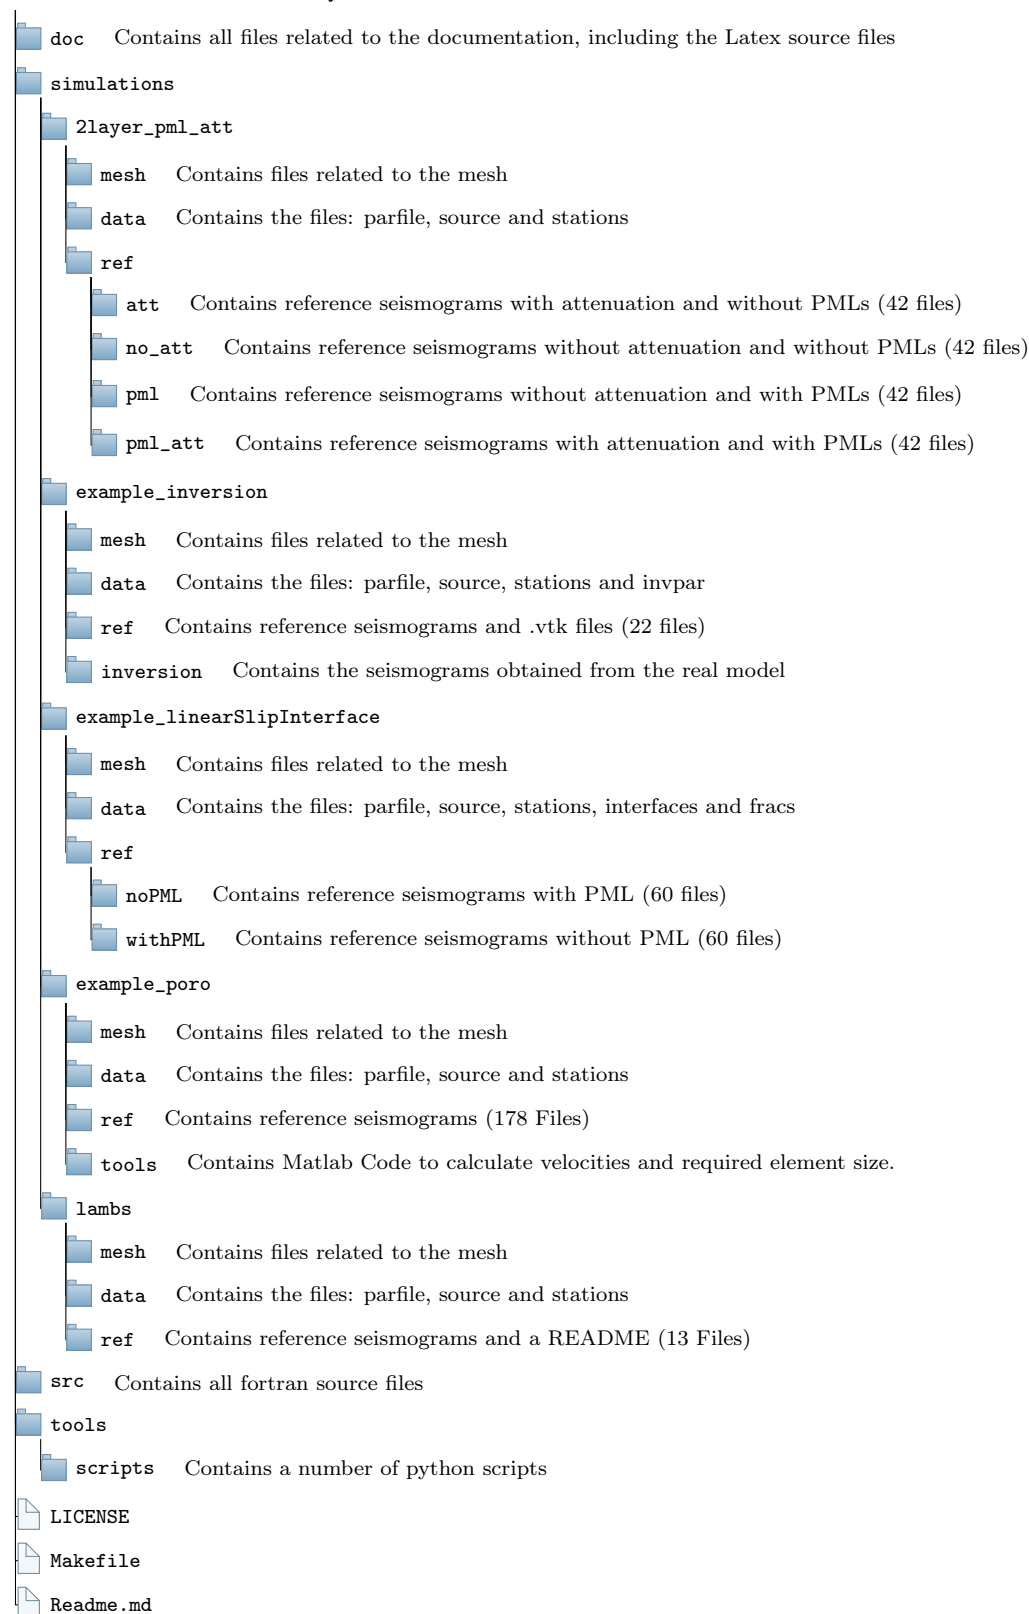 doc Contains all files related to the documentation, including the Latex source files
simulations
2layer_pml_att
mesh Contains files related to the mesh
data Contains the files: parfile, source and stations
ref
att Contains reference seismograms with attenuation and without PMLs (42 files)
no_att Contains reference seismograms without attenuation and without PMLs (42 files)
pml Contains reference seismograms without attenuation and with PMLs (42 files)
pml_att Contains reference seismograms with attenuation and with PMLs (42 files)
example_inversion
mesh Contains files related to the mesh
data Contains the files: parfile, source, stations and invpar
ref Contains reference seismograms and .vtk files (22 files)
inversion Contains the seismograms obtained from the real model
example_linearSlipInterface
mesh Contains files related to the mesh
data Contains the files: parfile, source, stations, interfaces and fracs
ref
noPML Contains reference seismograms with PML (60 files)
withPML Contains reference seismograms without PML (60 files)
example_poro
mesh Contains files related to the mesh
data Contains the files: parfile, source and stations
ref Contains reference seismograms (178 Files)
tools Contains Matlab Code to calculate velocities and required element size.
lambs
mesh Contains files related to the mesh
data Contains the files: parfile, source and stations
ref Contains reference seismograms and a README (13 Files)
src Contains all fortran source files
tools
scripts Contains a number of python scripts
LICENSE
Makefile
Readme.md